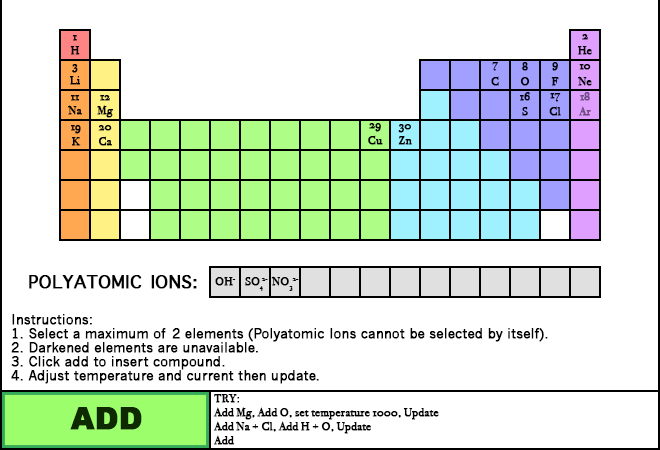 1 2
H He
3 7 8 9 10
Li C O F Ne
11 12 16 17 18
Na Mg S Cl Ar
19 20 29 30
K Ca Cu Zn
POLYATOMIC IONS: OH⁻ SO₄²⁻ NO₃²⁻
Instructions:
1. Select a maximum of 2 elements (Polyatomic Ions cannot be selected by itself).
2. Darkened elements are unavailable.
3. Click add to insert compound.
4. Adjust temperature and current then update.
ADD
TRY:
Add Mg, Add O, set temperature 1000, Update
Add Na + Cl, Add H + O, Update
Add